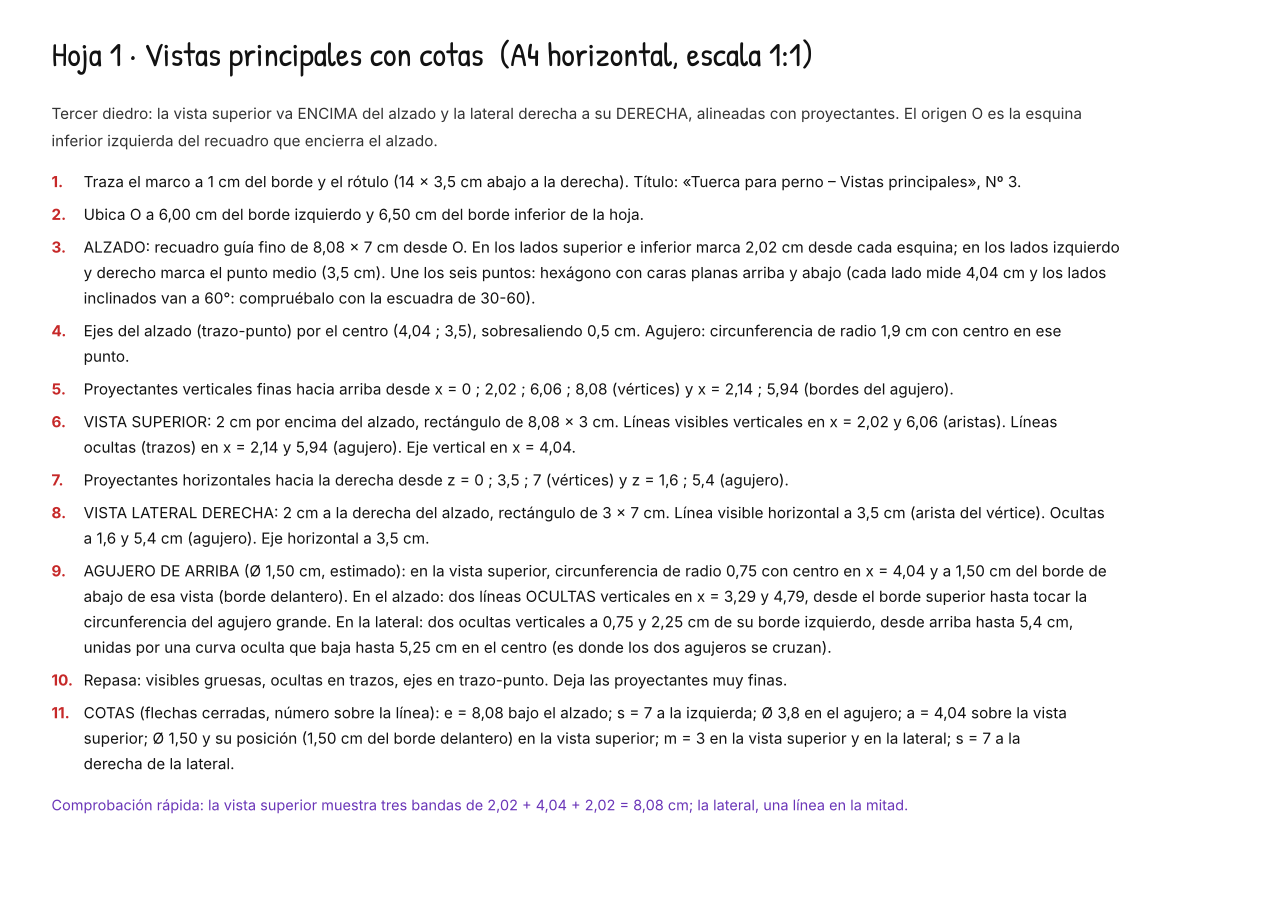 Hoja 1 · Vistas principales con cotas (A4 horizontal, escala 1:1)
Tercer diedro: la vista superior va ENCIMA del alzado y la lateral derecha a su DERECHA, alineadas con proyectantes. El origen O es la esquina
inferior izquierda del recuadro que encierra el alzado.
1. Traza el marco a 1 cm del borde y el rótulo (14 × 3,5 cm abajo a la derecha). Título: «Tuerca para perno – Vistas principales», Nº 3.
2. Ubica O a 6,00 cm del borde izquierdo y 6,50 cm del borde inferior de la hoja.
3. ALZADO: recuadro guía fino de 8,08 × 7 cm desde O. En los lados superior e inferior marca 2,02 cm desde cada esquina; en los lados izquierdo
y derecho marca el punto medio (3,5 cm). Une los seis puntos: hexágono con caras planas arriba y abajo (cada lado mide 4,04 cm y los lados
inclinados van a 60°: compruébalo con la escuadra de 30-60).
4. Ejes del alzado (trazo-punto) por el centro (4,04 ; 3,5), sobresaliendo 0,5 cm. Agujero: circunferencia de radio 1,9 cm con centro en ese
punto.
5. Proyectantes verticales finas hacia arriba desde x = 0 ; 2,02 ; 6,06 ; 8,08 (vértices) y x = 2,14 ; 5,94 (bordes del agujero).
6. VISTA SUPERIOR: 2 cm por encima del alzado, rectángulo de 8,08 × 3 cm. Líneas visibles verticales en x = 2,02 y 6,06 (aristas). Líneas
ocultas (trazos) en x = 2,14 y 5,94 (agujero). Eje vertical en x = 4,04.
7. Proyectantes horizontales hacia la derecha desde z = 0 ; 3,5 ; 7 (vértices) y z = 1,6 ; 5,4 (agujero).
8. VISTA LATERAL DERECHA: 2 cm a la derecha del alzado, rectángulo de 3 × 7 cm. Línea visible horizontal a 3,5 cm (arista del vértice). Ocultas
a 1,6 y 5,4 cm (agujero). Eje horizontal a 3,5 cm.
9. AGUJERO DE ARRIBA (Ø 1,50 cm, estimado): en la vista superior, circunferencia de radio 0,75 con centro en x = 4,04 y a 1,50 cm del borde de
abajo de esa vista (borde delantero). En el alzado: dos líneas OCULTAS verticales en x = 3,29 y 4,79, desde el borde superior hasta tocar la
circunferencia del agujero grande. En la lateral: dos ocultas verticales a 0,75 y 2,25 cm de su borde izquierdo, desde arriba hasta 5,4 cm,
unidas por una curva oculta que baja hasta 5,25 cm en el centro (es donde los dos agujeros se cruzan).
10. Repasa: visibles gruesas, ocultas en trazos, ejes en trazo-punto. Deja las proyectantes muy finas.
11. COTAS (flechas cerradas, número sobre la línea): e = 8,08 bajo el alzado; s = 7 a la izquierda; Ø 3,8 en el agujero; a = 4,04 sobre la vista
superior; Ø 1,50 y su posición (1,50 cm del borde delantero) en la vista superior; m = 3 en la vista superior y en la lateral; s = 7 a la
derecha de la lateral.
Comprobación rápida: la vista superior muestra tres bandas de 2,02 + 4,04 + 2,02 = 8,08 cm; la lateral, una línea en la mitad.